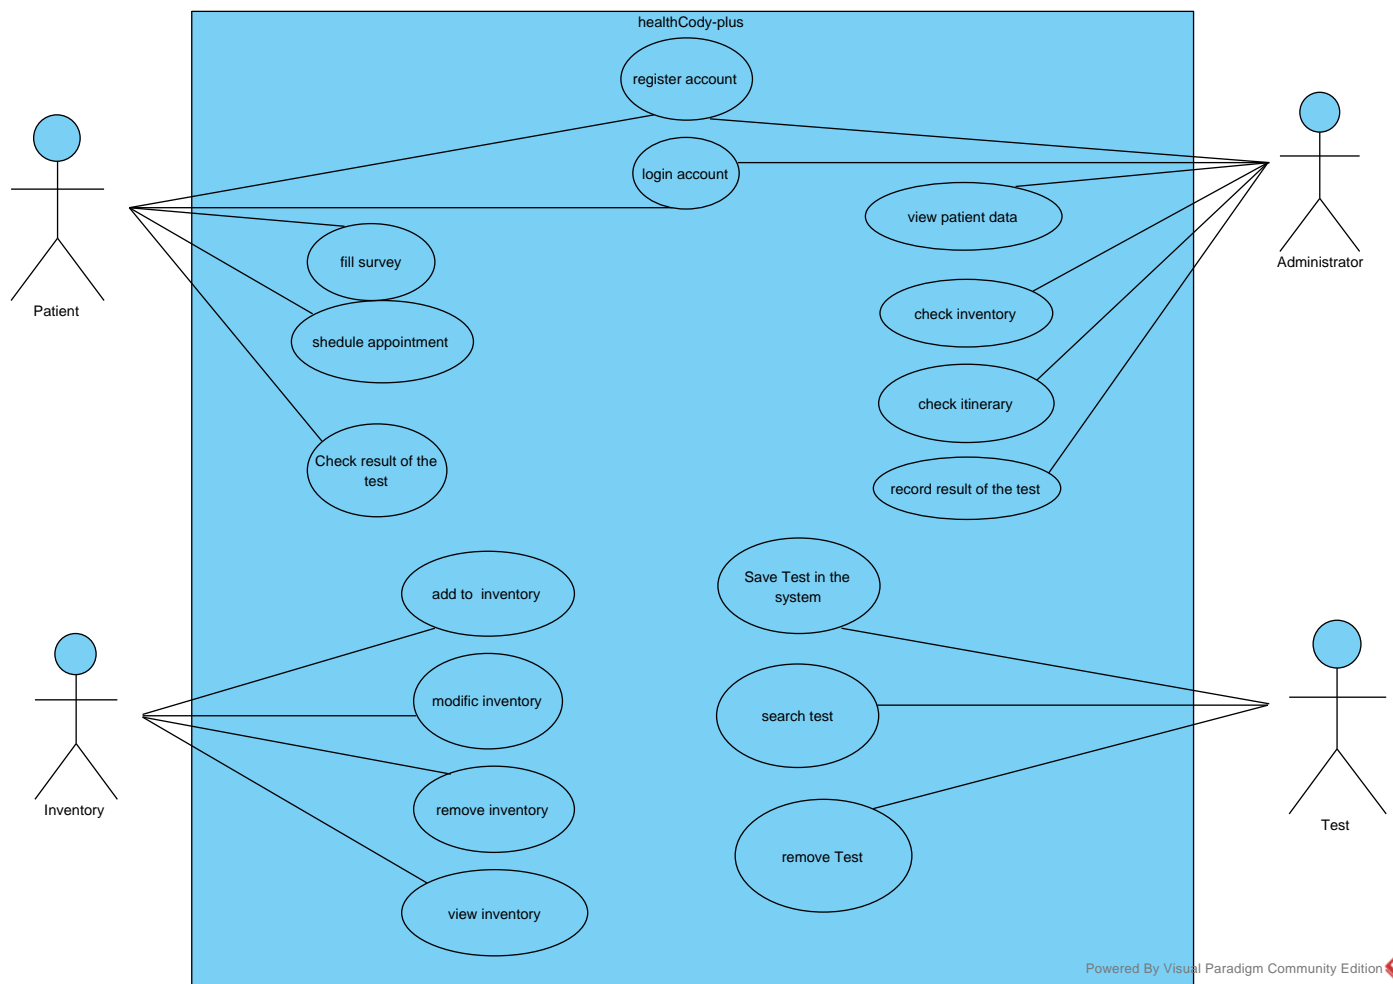 healthCody-plus
register account
login account
view patient data
Administrator
fill survey
Patient
check inventory
shedule appointment
check itinerary
Check result of the
test
record result of the test
Save Test in the
system
add to  inventory
modific inventory
search test
remove inventory
Inventory
Test
remove Test
view inventory
Powered By Visual Paradigm Community Edition